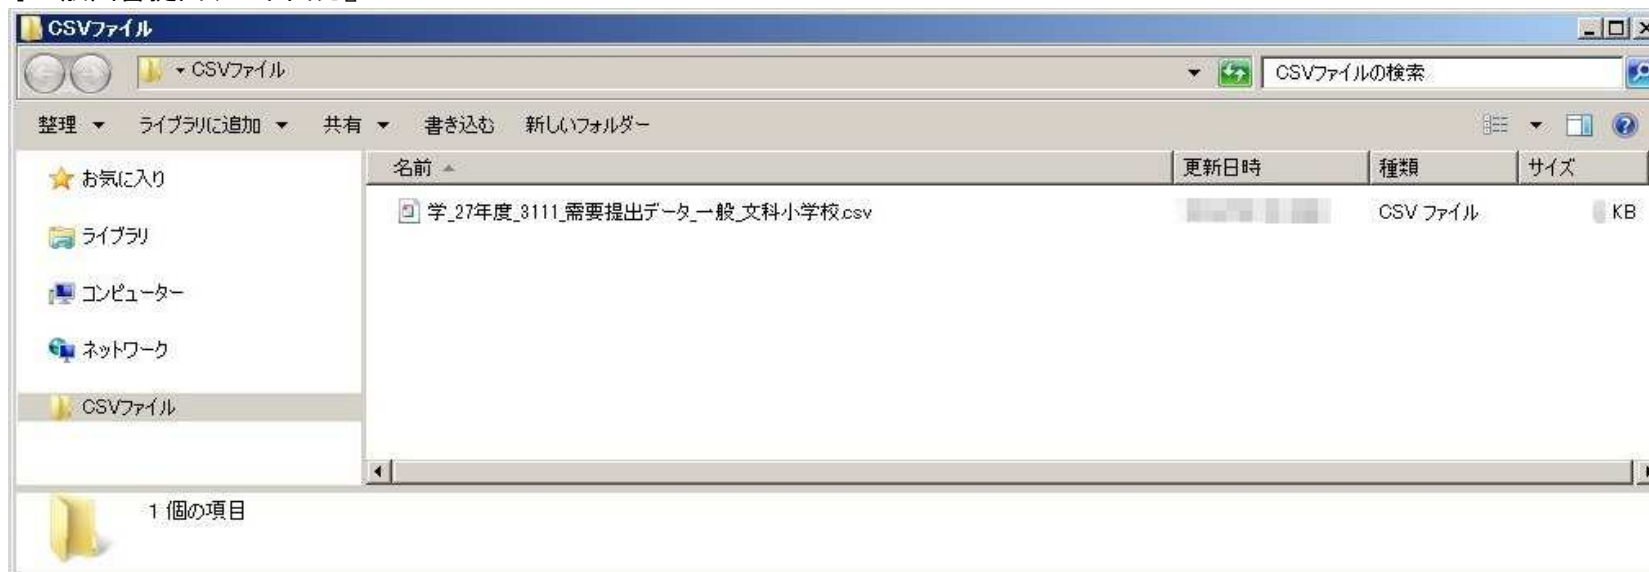 CSVファイル
CSVファイル CSVファイルの検索
整理 ライブラリに追加 共有 書き込む 新しいフォルダー
お気に入り
ライブラリ
コンピューター
ネットワーク
CSVファイル
名前 更新日時 種類 サイズ
学_27年度_3111_需要提出データ_一般_文科小学校.csv CSV ファイル KB
1 個の項目